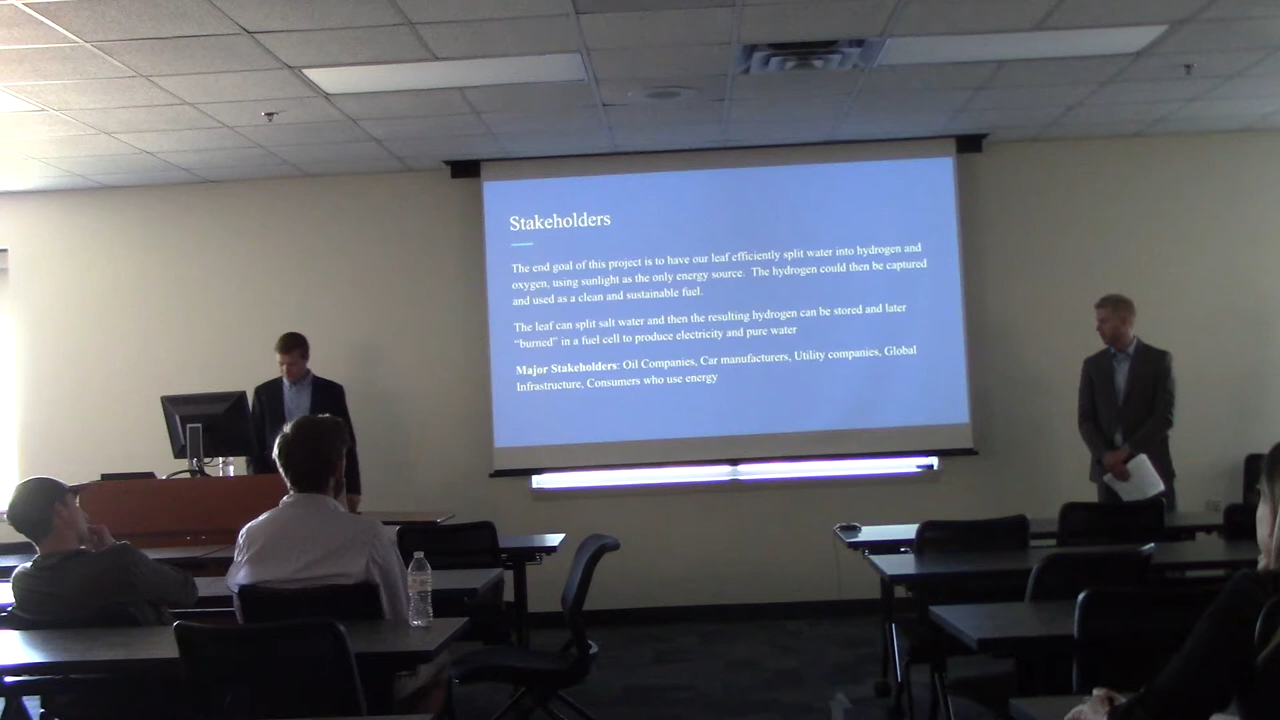 Stakeholders
The end goal of this project is to have our leaf efficiently split water into hydrogen and
oxygen, using sunlight as the only energy source. The hydrogen could then be captured
and used as a clean and sustainable fuel.
The leaf can split salt water and then the resulting hydrogen can be stored and later
“burned” in a fuel cell to produce electricity and pure water
Major Stakeholders: Oil Companies, Car manufacturers, Utility companies, Global
Infrastructure, Consumers who use energy